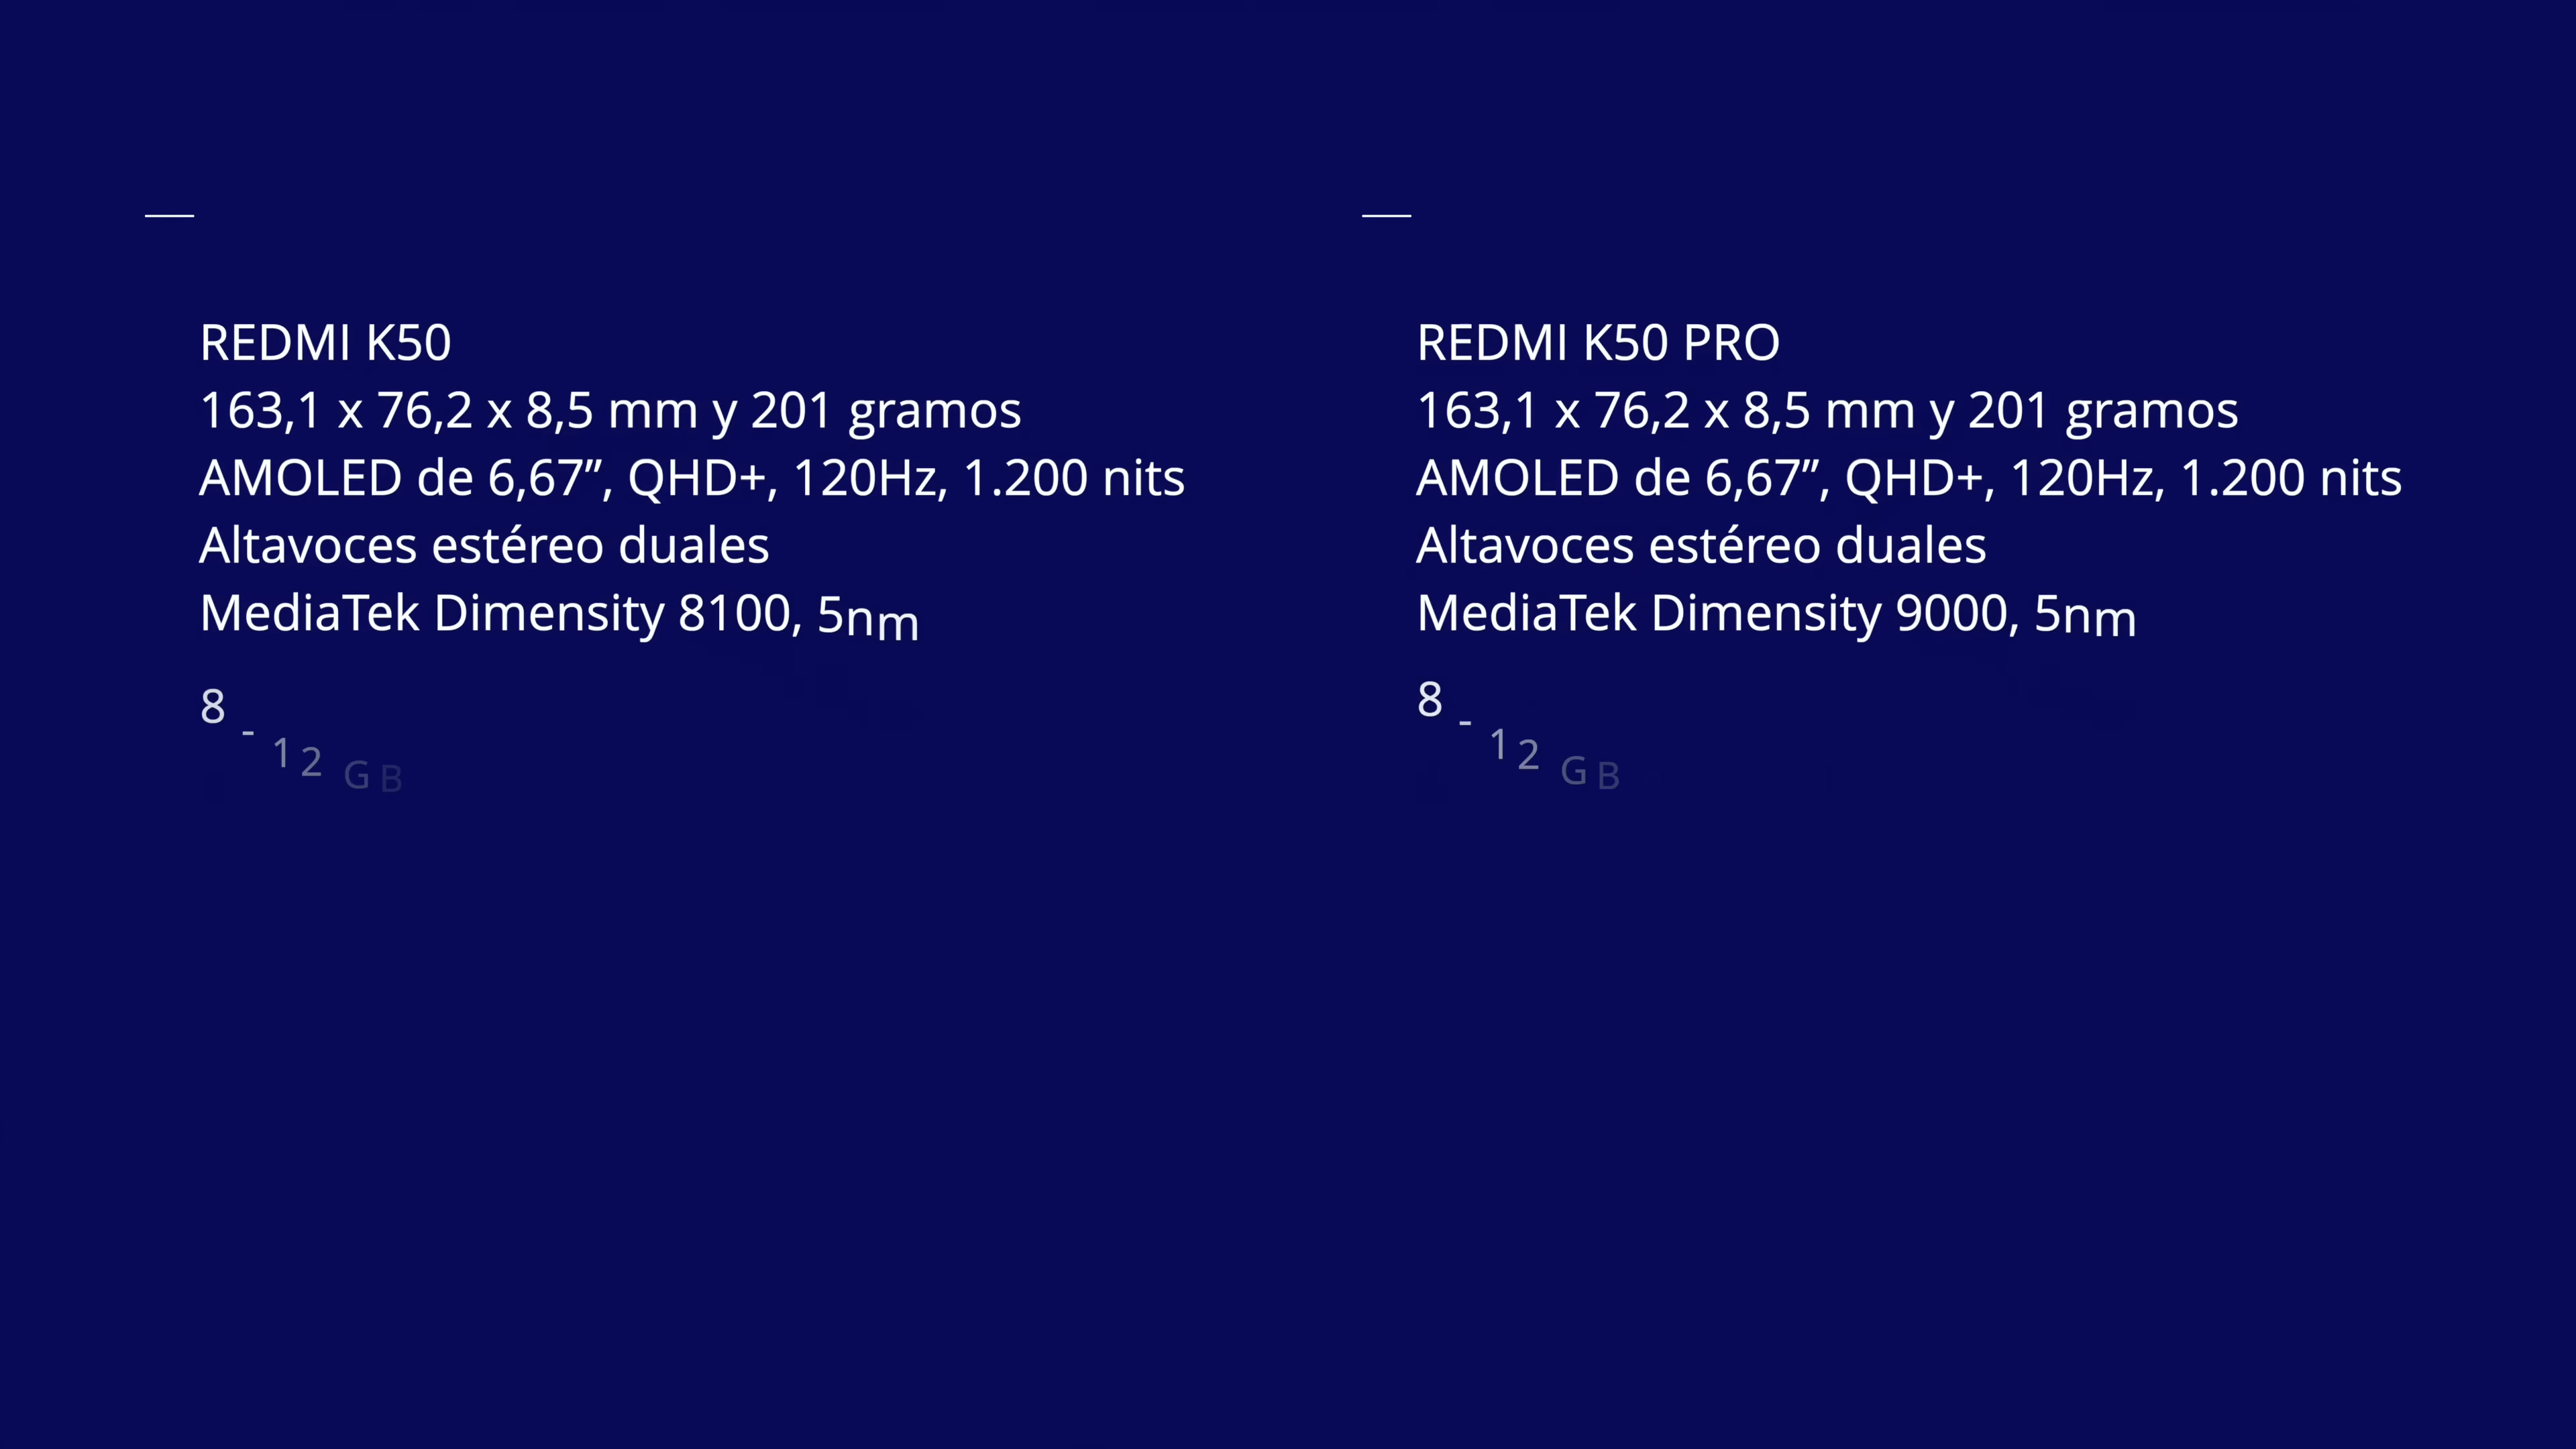 REDMI K50
163,1 x 76,2 x 8,5 mm y 201 gramos
AMOLED de 6,67”, QHD+, 120Hz, 1.200 nits
Altavoces estéreo duales
MediaTek Dimensity 8100, 5nm
8 - 12 GB
REDMI K50 PRO
163,1 x 76,2 x 8,5 mm y 201 gramos
AMOLED de 6,67”, QHD+, 120Hz, 1.200 nits
Altavoces estéreo duales
MediaTek Dimensity 9000, 5nm
8 - 12 GB